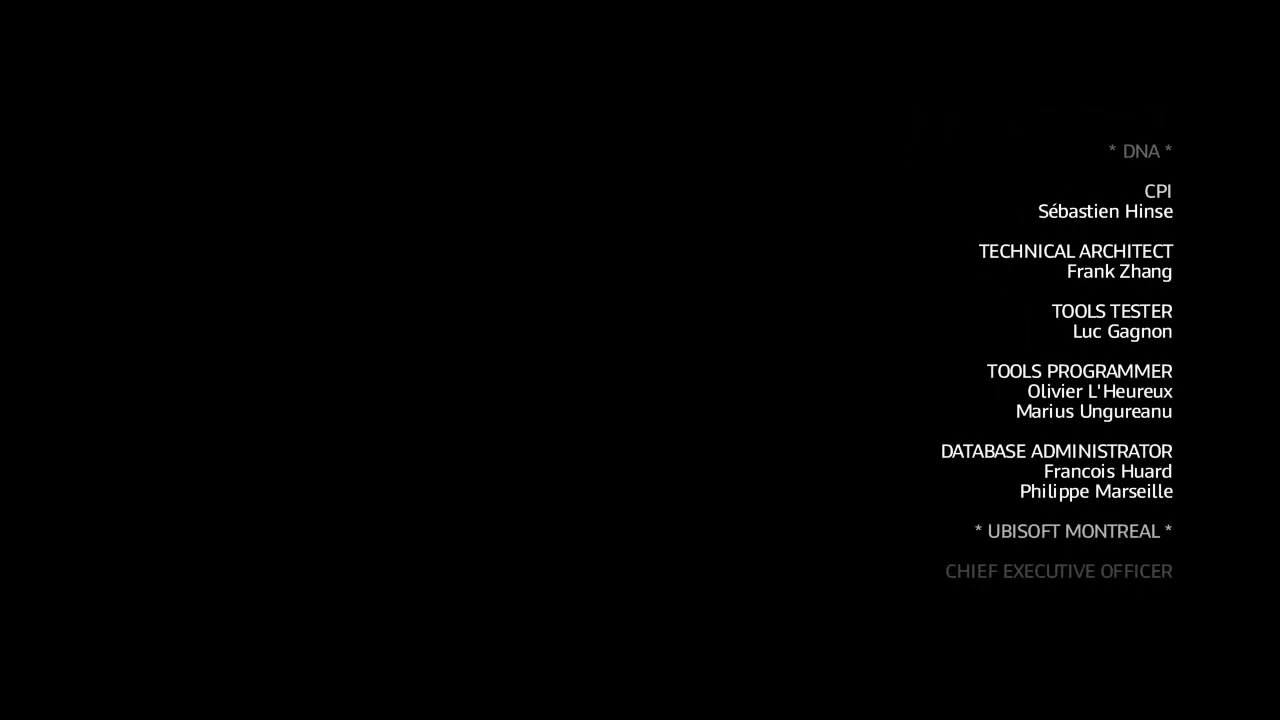 * DNA *
CPI
Sébastien Hinse
TECHNICAL ARCHITECT
Frank Zhang
TOOLS TESTER
Luc Gagnon
TOOLS PROGRAMMER
Olivier L'Heureux
Marius Ungureanu
DATABASE ADMINISTRATOR
Francois Huard
Philippe Marseille
* UBISOFT MONTREAL *
CHIEF EXECUTIVE OFFICER